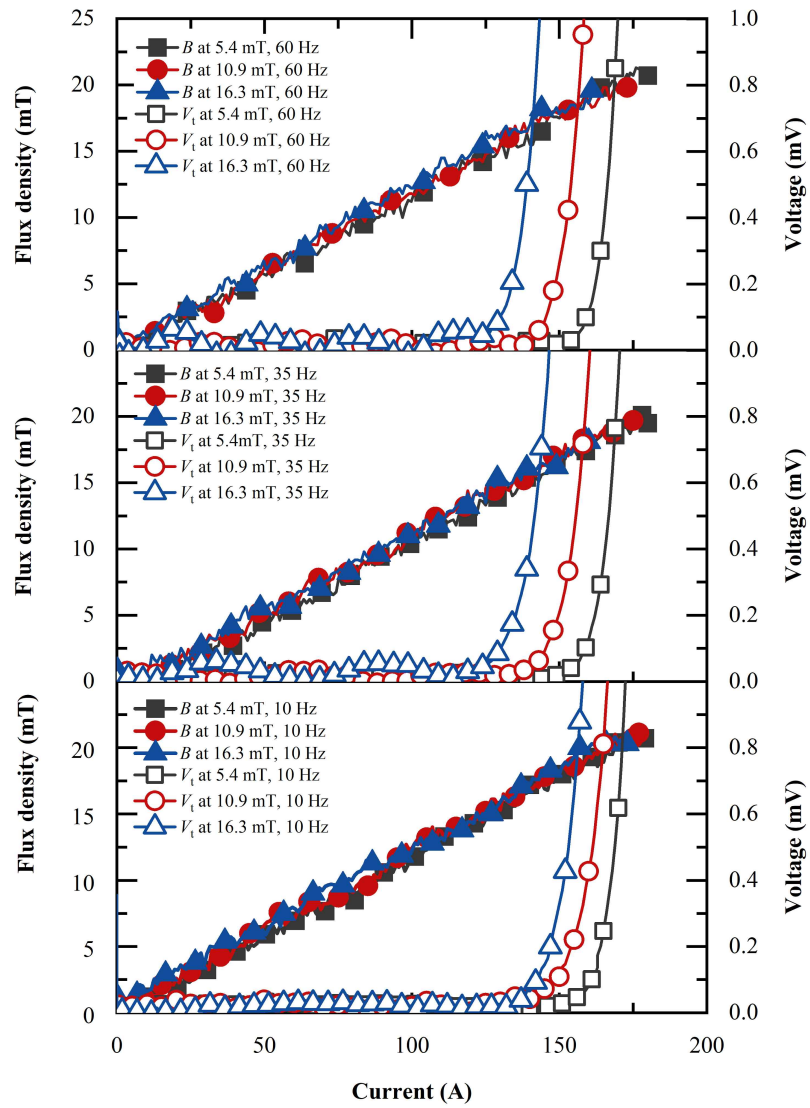 25
20
15
10
5
0
Flux density (mT)
B at 5.4 mT, 60 Hz
B at 10.9 mT, 60 Hz
B at 16.3 mT, 60 Hz
Vt at 5.4 mT, 60 Hz
Vt at 10.9 mT, 60 Hz
Vt at 16.3 mT, 60 Hz
1.0
0.8
0.6
0.4
0.2
0.0
Voltage (mV)
20
15
10
5
0
Flux density (mT)
B at 5.4 mT, 35 Hz
B at 10.9 mT, 35 Hz
B at 16.3 mT, 35 Hz
Vt at 5.4mT, 35 Hz
Vt at 10.9 mT, 35 Hz
Vt at 16.3 mT, 35 Hz
0.8
0.6
0.4
0.2
0.0
Voltage (mV)
20
15
10
5
0
Flux density (mT)
B at 5.4 mT, 10 Hz
B at 10.9 mT, 10 Hz
B at 16.3 mT, 10 Hz
Vt at 5.4 mT, 10 Hz
Vt at 10.9 mT, 10 Hz
Vt at 16.3 mT, 10 Hz
0.8
0.6
0.4
0.2
0.0
Voltage (mV)
0 50 100 150 200
Current (A)